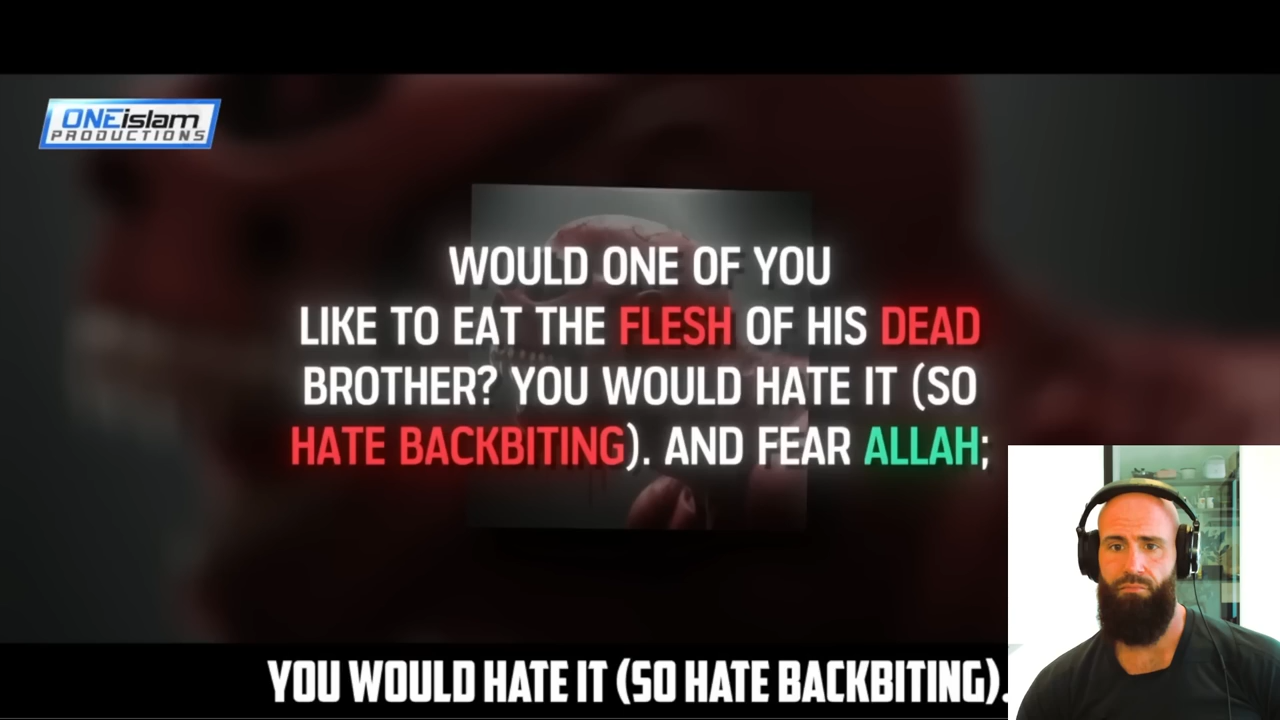 ONEislam
PRODUCTIONS
WOULD ONE OF YOU
LIKE TO EAT THE FLESH OF HIS DEAD
BROTHER? YOU WOULD HATE IT (SO
HATE BACKBITING). AND FEAR ALLAH;
YOU WOULD HATE IT (SO HATE BACKBITING).